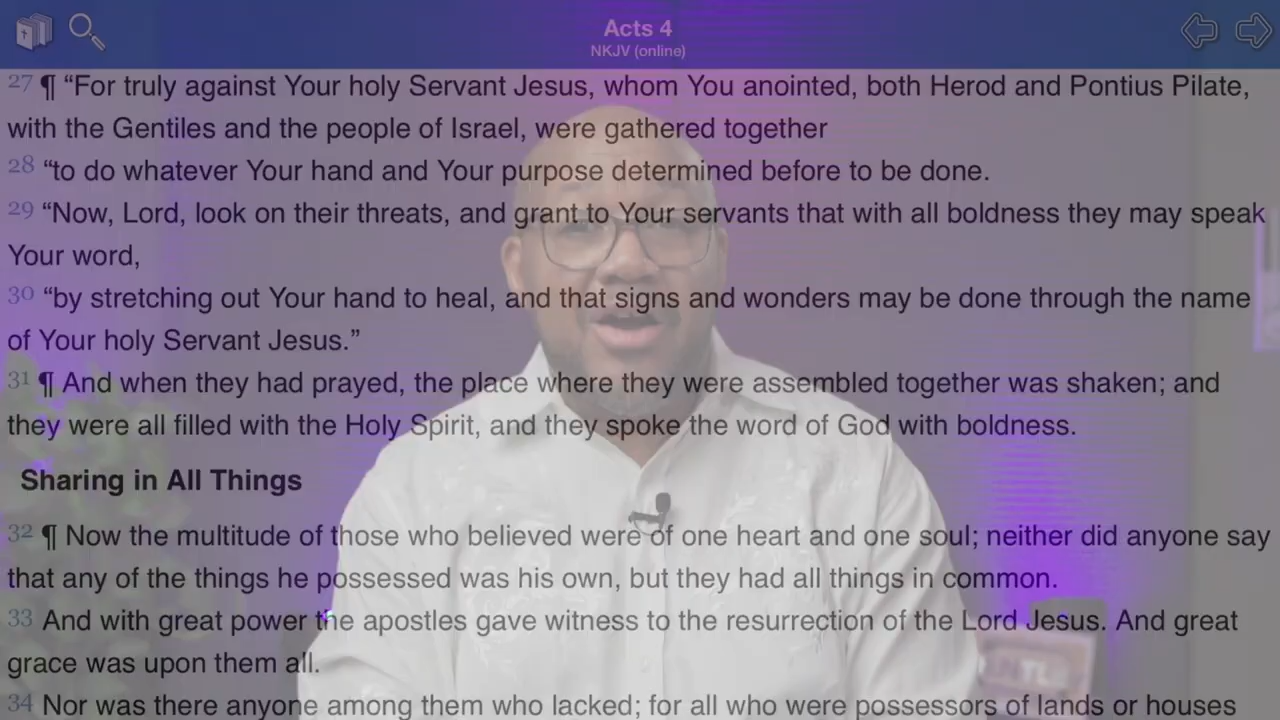 Acts 4
NKJV (online)
27 ¶ “For truly against Your holy Servant Jesus, whom You anointed, both Herod and Pontius Pilate,
with the Gentiles and the people of Israel, were gathered together
28 “to do whatever Your hand and Your purpose determined before to be done.
29 “Now, Lord, look on their threats, and grant to Your servants that with all boldness they may speak
Your word,
30 “by stretching out Your hand to heal, and that signs and wonders may be done through the name
of Your holy Servant Jesus.”
31 ¶ And when they had prayed, the place where they were assembled together was shaken; and
they were all filled with the Holy Spirit, and they spoke the word of God with boldness.
Sharing in All Things
32 ¶ Now the multitude of those who believed were of one heart and one soul; neither did anyone say
that any of the things he possessed was his own, but they had all things in common.
33 And with great power the apostles gave witness to the resurrection of the Lord Jesus. And great
grace was upon them all.
34 Nor was there anyone among them who lacked; for all who were possessors of lands or houses